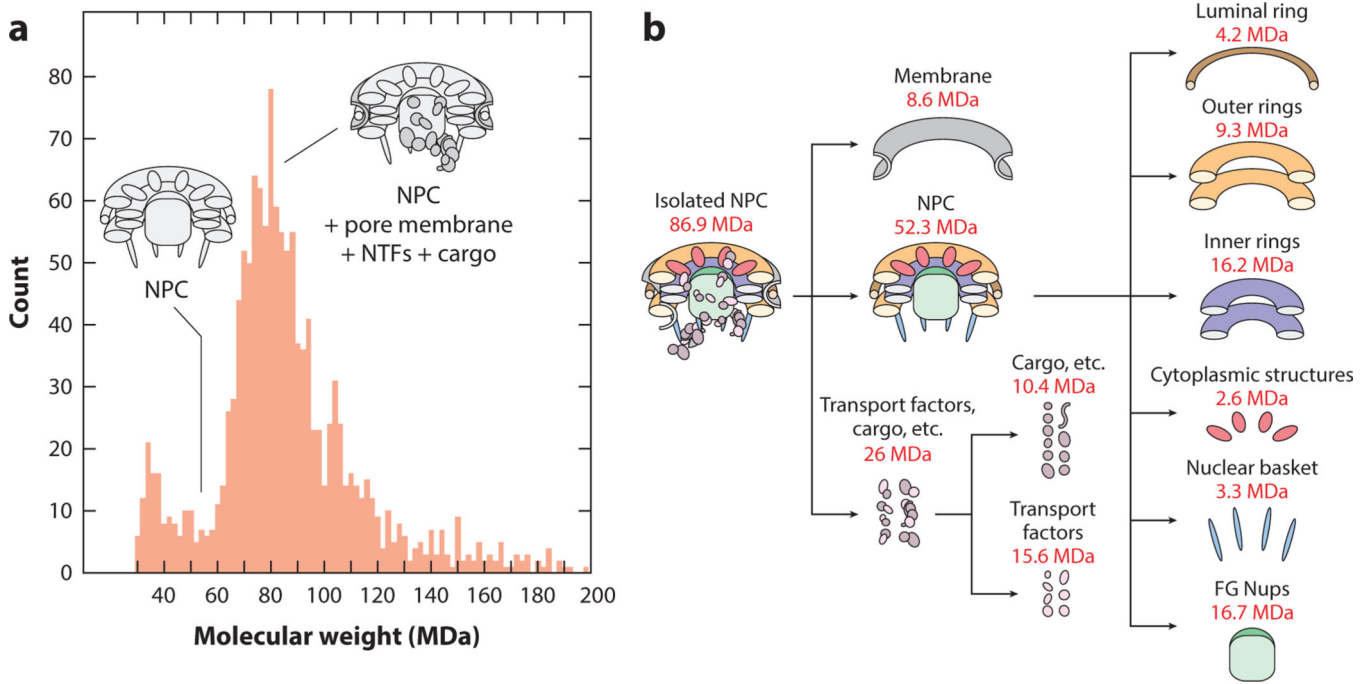 a
Count
80
70
60
50
40
30
20
10
0
NPC
NPC
+ pore membrane
+ NTFs + cargo
40
60
80
100
120
140
160
180
200
Molecular weight (MDa)
b
Isolated NPC
86.9 MDa
Membrane
8.6 MDa
NPC
52.3 MDa
Transport factors,
cargo, etc.
26 MDa
Cargo, etc.
10.4 MDa
Transport
factors
15.6 MDa
Luminal ring
4.2 MDa
Outer rings
9.3 MDa
Inner rings
16.2 MDa
Cytoplasmic structures
2.6 MDa
Nuclear basket
3.3 MDa
FG Nups
16.7 MDa